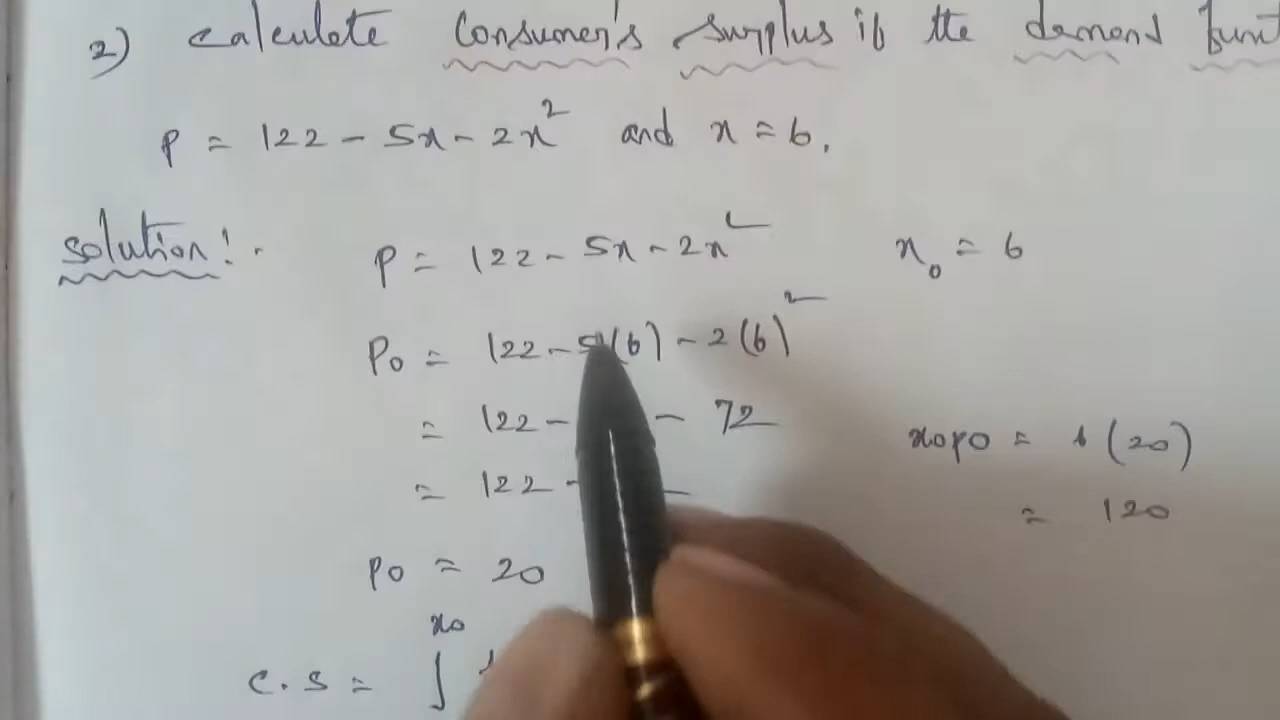 2) calculate Consumer's surplus if the demand funt
P = 122 - 5x - 2x² and x = 6.
solution:- P = 122 - 5x - 2x² x₀ = 6
P₀ = 122 - 5(6) - 2(6)²
= 122 - - 72
x₀p₀ = 6(20)
= 122 -
= 120
P₀ = 20
C.S = ∫ x₀